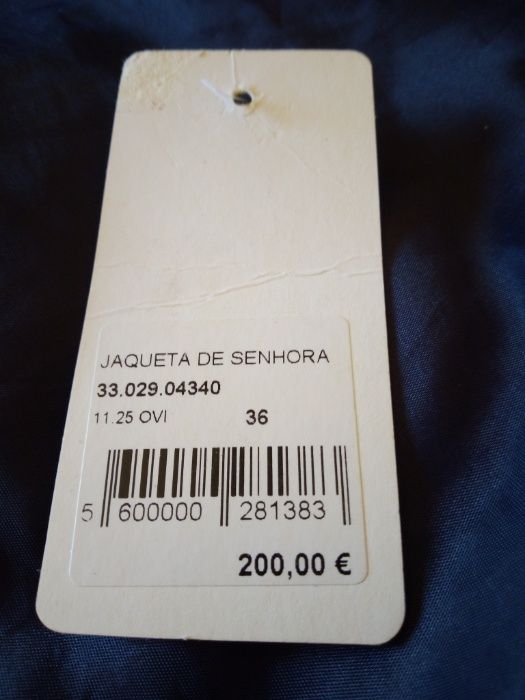 JAQUETA DE SENHORA
33.029.04340
11.25 OVI 36
5 600000 281383
200,00 €